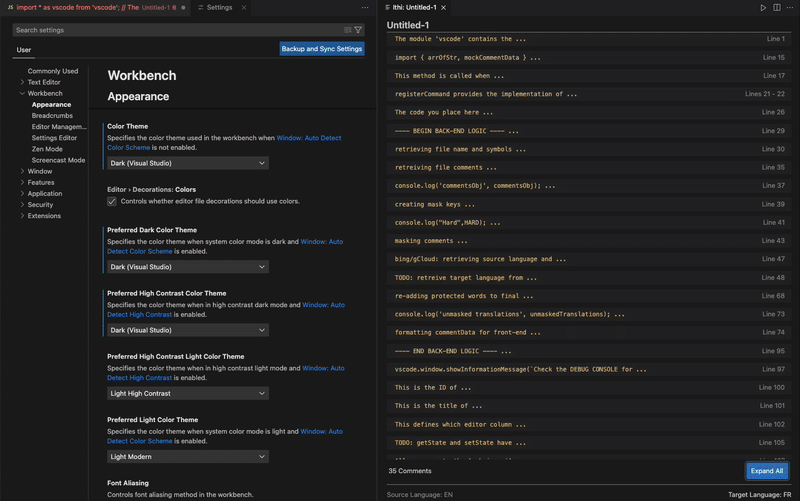 JS import * as vscode from 'vscode'; // The Untitled-1 6
Settings
Search settings
User
Backup and Sync Settings
Commonly Used
Text Editor
Workbench
Appearance
Breadcrumbs
Editor Managem...
Settings Editor
Zen Mode
Screencast Mode
Window
Features
Application
Security
Extensions
Workbench
Appearance
Color Theme
Specifies the color theme used in the workbench when Window: Auto Detect
Color Scheme is not enabled.
Dark (Visual Studio)
Editor › Decorations: Colors
Controls whether editor file decorations should use colors.
Preferred Dark Color Theme
Specifies the color theme when system color mode is dark and Window: Auto
Detect Color Scheme is enabled.
Dark (Visual Studio)
Preferred High Contrast Color Theme
Specifies the color theme when in high contrast dark mode and Window: Auto
Detect High Contrast is enabled.
Dark (Visual Studio)
Preferred High Contrast Light Color Theme
Specifies the color theme when in high contrast light mode and Window: Auto
Detect High Contrast is enabled.
Light High Contrast
Preferred Light Color Theme
Specifies the color theme when system color mode is light and Window: Auto
Detect Color Scheme is enabled.
Light Modern
Font Aliasing
Controls font aliasing method in the workbench.
Ithi: Untitled-1
Untitled-1
The module 'vscode' contains the ... Line 1
import { arrOfStr, mockCommentData } ... Line 15
This method is called when ... Line 17
registerCommand provides the implementation of ... Lines 21 - 22
The code you place here ... Line 26
---- BEGIN BACK-END LOGIC ---- ... Line 29
retrieving file name and symbols ... Line 30
retreiving file comments ... Line 35
console.log('commentsObj', commentsObj); ... Line 37
creating mask keys ... Line 39
console.log("Hard",HARD); ... Line 41
masking comments ... Line 43
bing/gCloud: retrieving source language and ... Line 47
TODO: retreive target language from ... Line 48
re-adding protected words to final ... Line 68
console.log('unmasked translations', unmaskedTranslations); ... Line 73
formatting commentData for front-end ... Line 74
---- END BACK-END LOGIC ---- ... Line 95
vscode.window.showInformationMessage(`Check the DEBUG CONSOLE for ... Line 97
This is the ID of ... Line 100
This is the title of ... Line 101
This defines which editor column ... Line 102
TODO: getState and setState have ... Line 105
35 Comments
Expand All
Source Language: EN
Target Language: FR